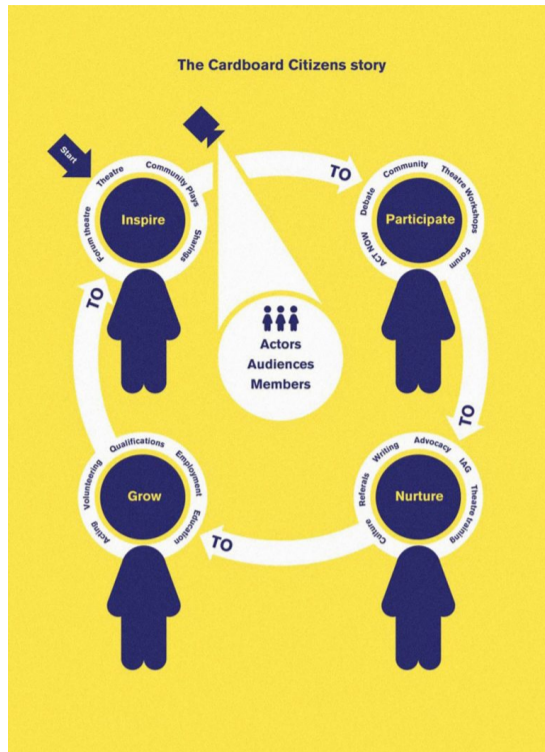 The Cardboard Citizens story
Start
Forum theatre
Theatre
Community Plays
Sharings
Inspire
TO
ACT NOW
Debate
Community
Theatre Workshops
Forum
Participate
Actors
Audiences
Members
TO
Culture
Referals
Writing
Advocacy
IAG
Theatre training
Nurture
TO
Acting
Volunteering
Qualifications
Employment
Education
Grow
TO